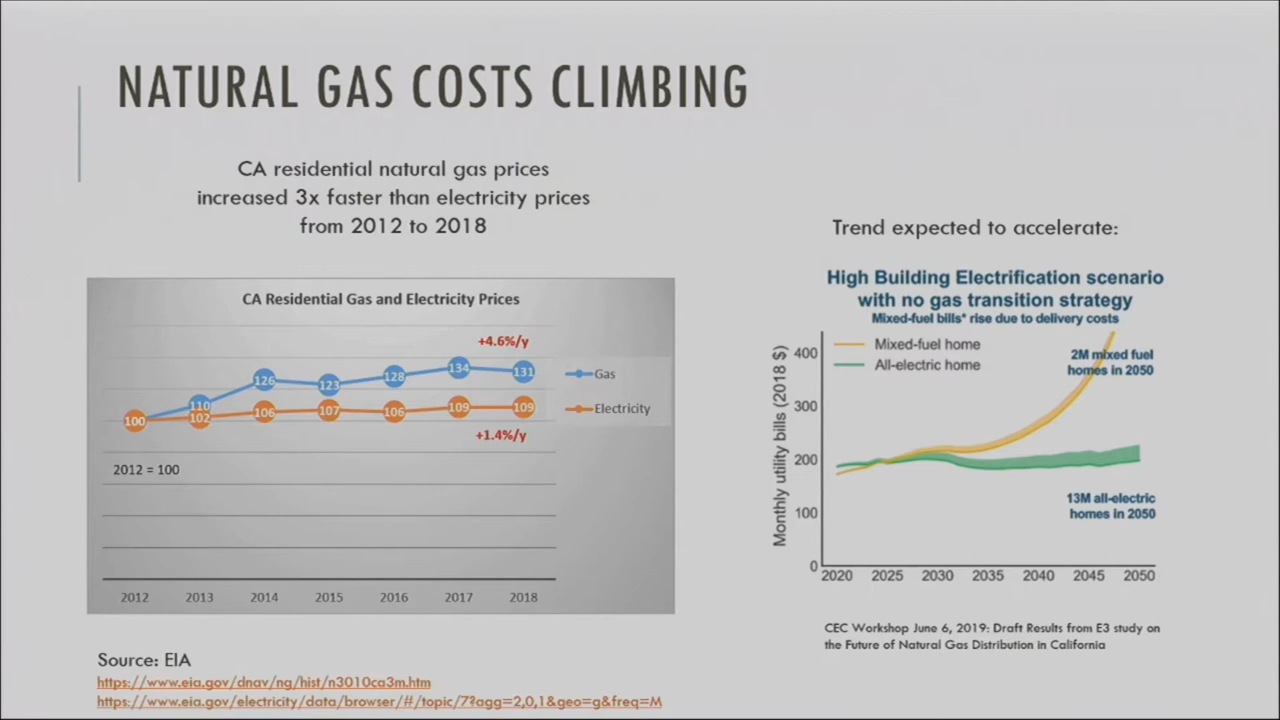 NATURAL GAS COSTS CLIMBING
CA residential natural gas prices
increased 3x faster than electricity prices
from 2012 to 2018
CA Residential Gas and Electricity Prices
+4.6%/y
134
131
128
126
123
110
Gas
100
102
106
107
106
109
109
Electricity
+1.4%/y
2012 = 100
2012 2013 2014 2015 2016 2017 2018
Source: EIA
https://www.eia.gov/dnav/ng/hist/n3010ca3m.htm
https://www.eia.gov/electricity/data/browser/#/topic/7?agg=2,0,1&geo=g&freq=M
Trend expected to accelerate:
High Building Electrification scenario
with no gas transition strategy
Mixed-fuel bills* rise due to delivery costs
Monthly utility bills (2018 $)
400
300
200
100
0
Mixed-fuel home
All-electric home
2M mixed fuel
homes in 2050
13M all-electric
homes in 2050
2020 2025 2030 2035 2040 2045 2050
CEC Workshop June 6, 2019: Draft Results from E3 study on
the Future of Natural Gas Distribution in California